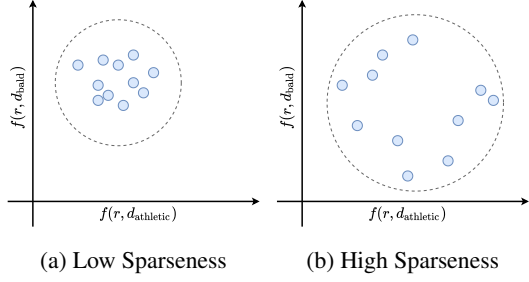 f(r, d_bald)
f(r, d_athletic)
(a) Low Sparseness
f(r, d_bald)
f(r, d_athletic)
(b) High Sparseness